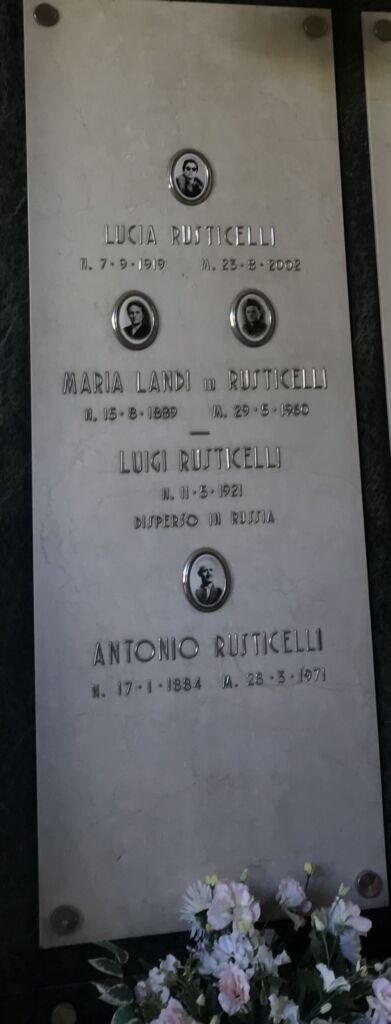 LUCIA RUSTICELLI
N. 7-9-1919 M. 23-8-2002
MARIA LANDI IN RUSTICELLI
N. 15-8-1889 M. 29-5-1960
LUIGI RUSTICELLI
N. 11-5-1921
DISPERSO IN RUSSIA
ANTONIO RUSTICELLI
N. 17-1-1884 M. 28-3-1971